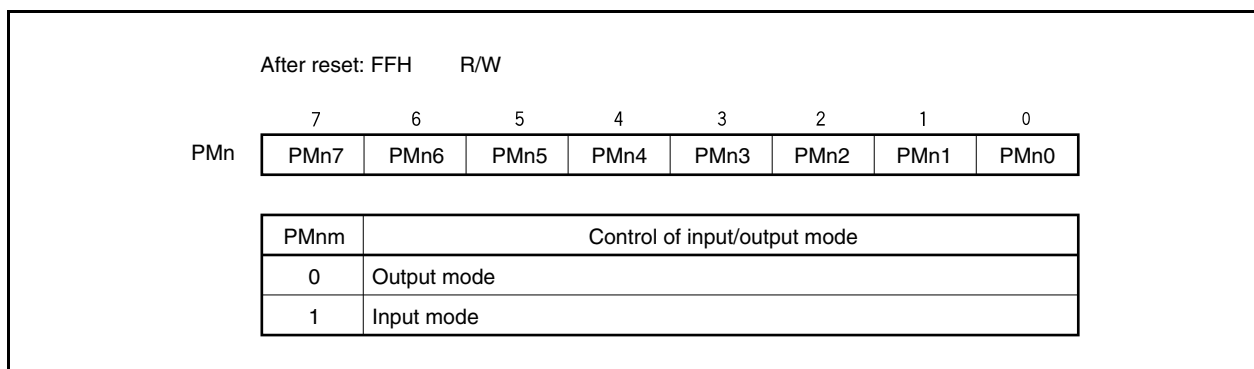 After reset: FFH R/W
7 6 5 4 3 2 1 0
PMn PMn7 PMn6 PMn5 PMn4 PMn3 PMn2 PMn1 PMn0
PMnm Control of input/output mode
0 Output mode
1 Input mode